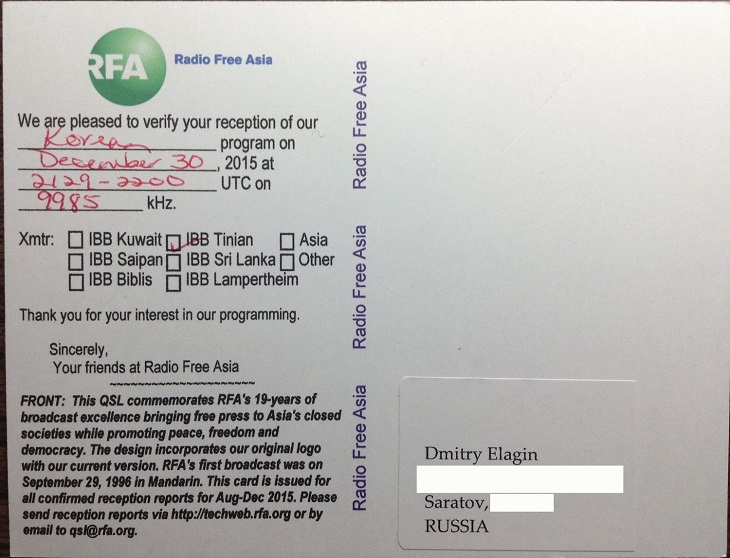 RFA Radio Free Asia
We are pleased to verify your reception of our
Korean program on
December 30, 2015 at
2129-2200 UTC on
9985 kHz.
Xmtr: IBB Kuwait IBB Tinian Asia
IBB Saipan IBB Sri Lanka Other
IBB Biblis IBB Lampertheim
Thank you for your interest in our programming.
Sincerely,
Your friends at Radio Free Asia
~~~~~~~~~~~~~~~~~~~~~
FRONT: This QSL commemorates RFA's 19-years of
broadcast excellence bringing free press to Asia's closed
societies while promoting peace, freedom and
democracy. The design incorporates our original logo
with our current version. RFA's first broadcast was on
September 29, 1996 in Mandarin. This card is issued for
all confirmed reception reports for Aug-Dec 2015. Please
send reception reports via http://techweb.rfa.org or by
email to qsl@rfa.org.
Radio Free Asia
Radio Free Asia
Radio Free Asia
Dmitry Elagin
Saratov,
RUSSIA